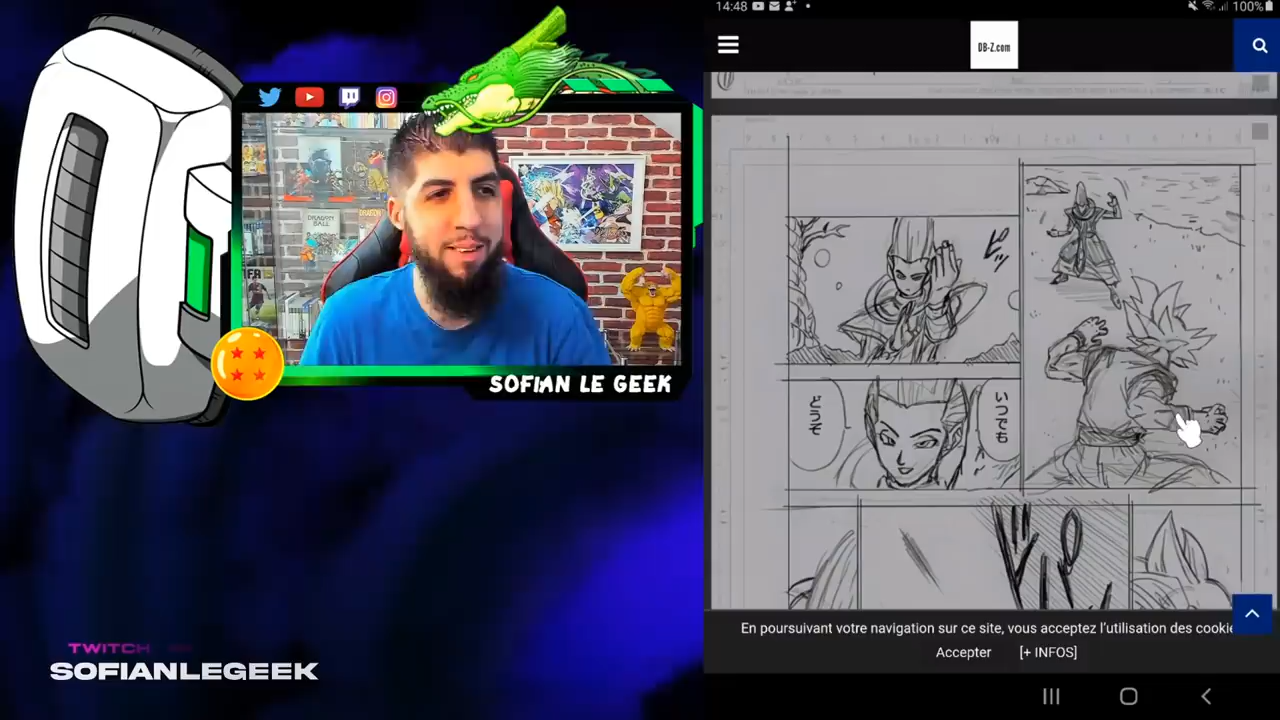 14:48
100%
DB-Z.com
DRAGON
BALL
SOFIAN LE GEEK
いつでも
どうぞ
En poursuivant votre navigation sur ce site, vous acceptez l'utilisation des cookie
Accepter [+ INFOS]
TWITCH
SOFIANLEGEEK